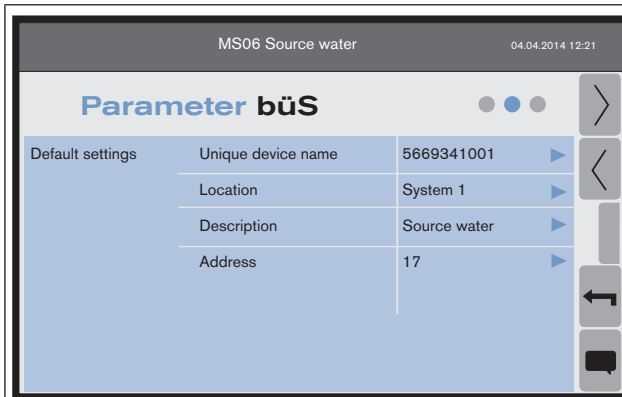 MS06 Source water 04.04.2014 12:21
Parameter büS
Default settings Unique device name 5669341001
Location System 1
Description Source water
Address 17